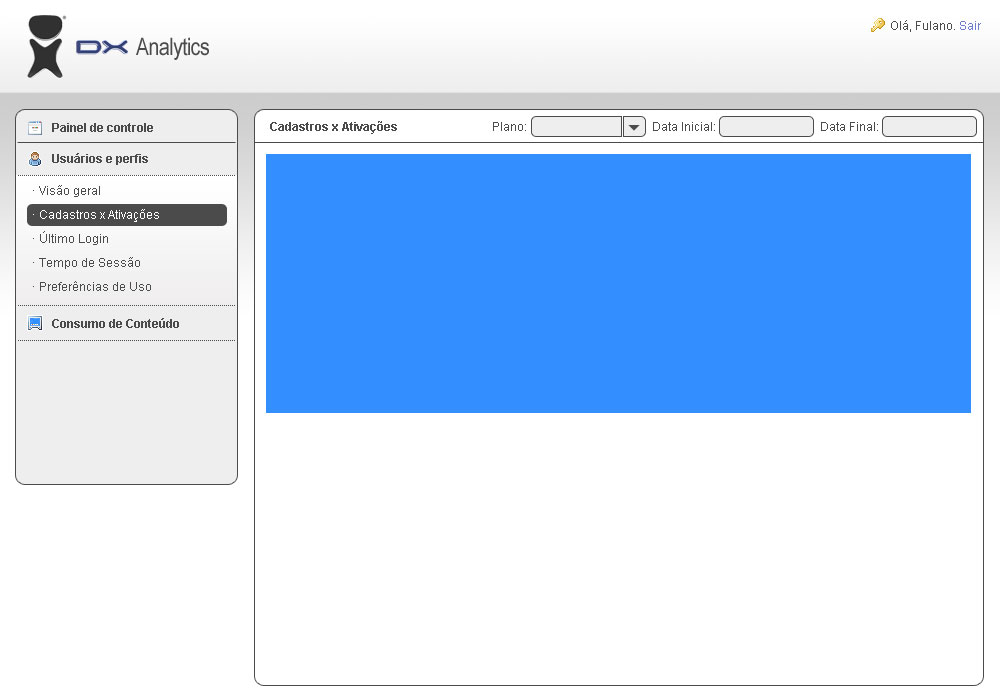 DX Analytics
Olá, Fulano. Sair
Painel de controle
Usuários e perfis
· Visão geral
· Cadastros x Ativações
· Último Login
· Tempo de Sessão
· Preferências de Uso
Consumo de Conteúdo
Cadastros x Ativações Plano: Data Inicial: Data Final: